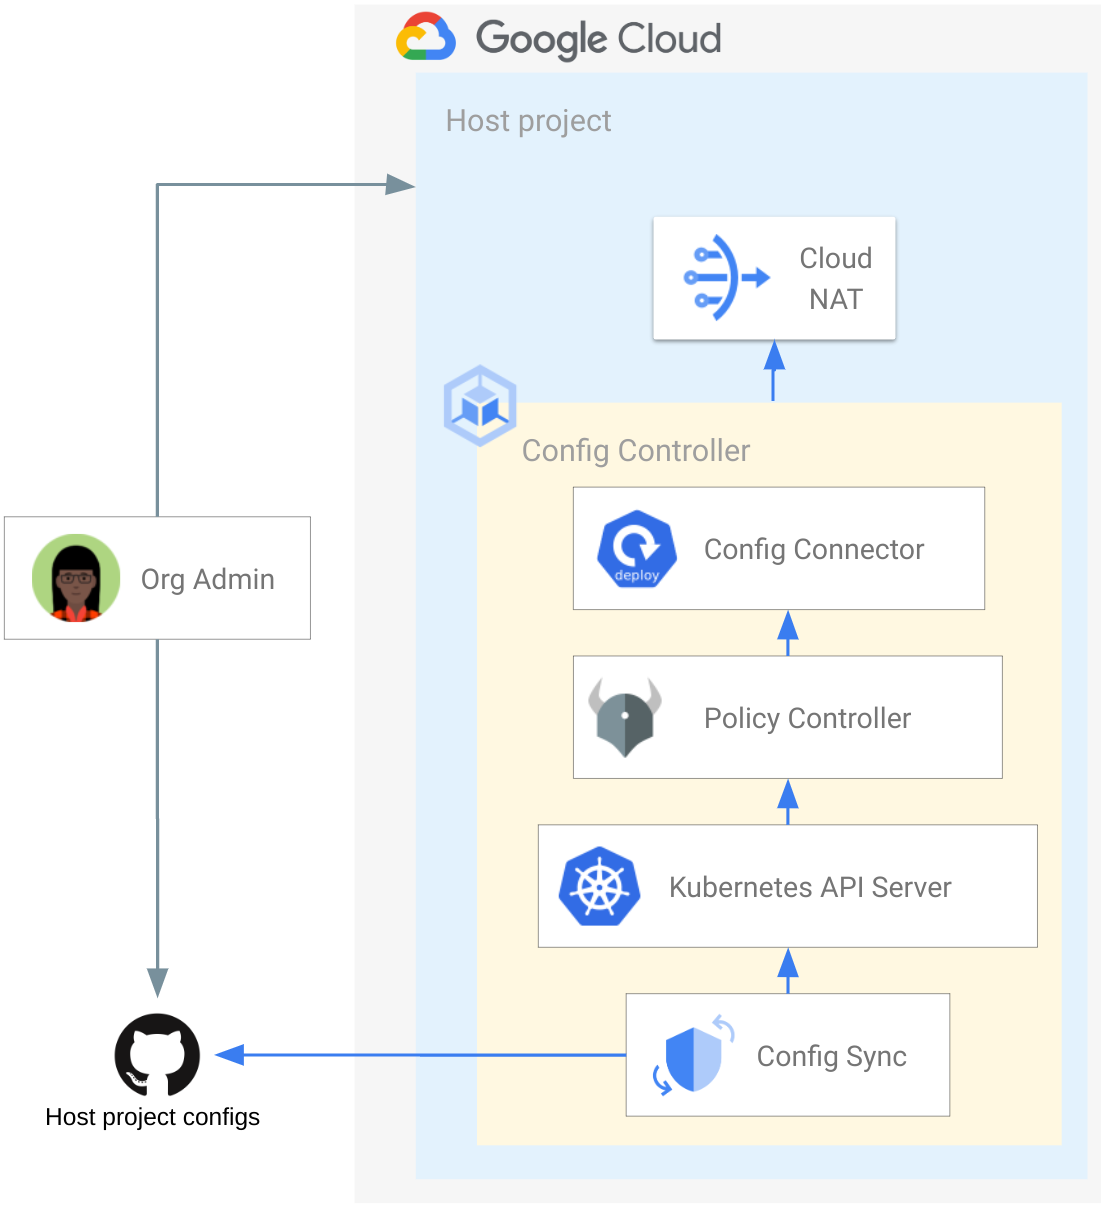 Google Cloud
Host project
Cloud
NAT
Config Controller
deploy
Config Connector
Org Admin
Policy Controller
Kubernetes API Server
Config Sync
Host project configs